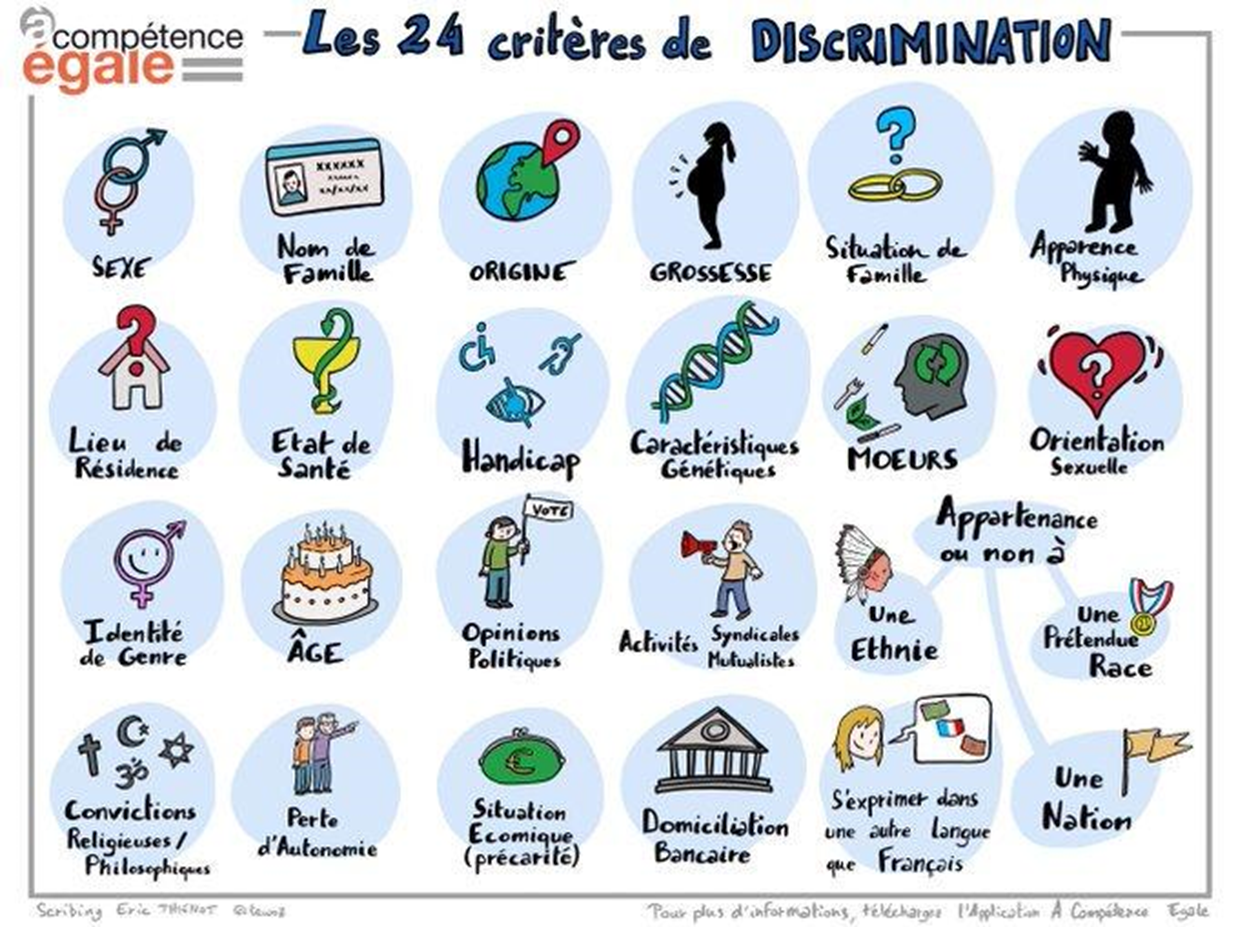 à compétence
égale
Les 24 critères de DISCRIMINATION
SEXE
Nom de
Famille
ORIGINE
GROSSESSE
Situation de
Famille
Apparence
Physique
Lieu de
Résidence
Etat de
Santé
Handicap
Caractéristiques
Génétiques
MOEURS
Orientation
Sexuelle
Identité
de Genre
ÂGE
VOTE
Opinions
Politiques
Activités Syndicales
Mutualistes
Appartenance
ou non à
Une
Ethnie
Une
Prétendue
Race
Une
Nation
Convictions
Religieuses /
Philosophiques
Perte
d'Autonomie
Situation
Ecomique
(précarité)
Domiciliation
Bancaire
S'exprimer dans
une autre langue
que Français
Scribing Eric THIÉNOT
Pour plus d'informations, téléchargez l'Application À Compétence Egale